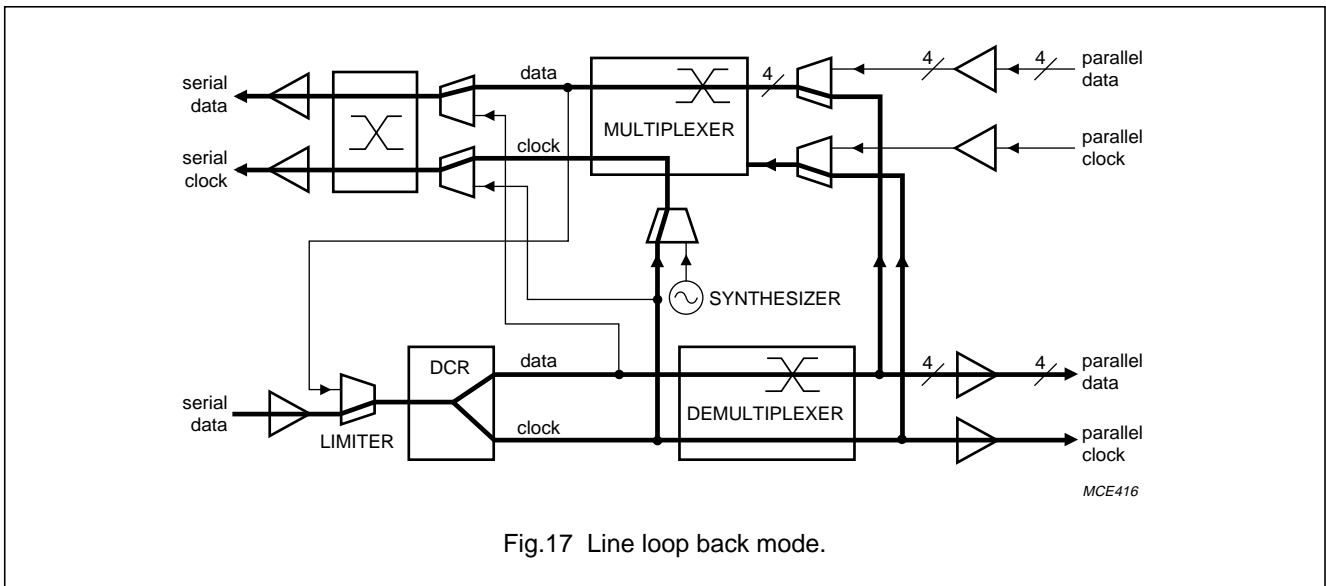 serial
data
data
4
4
4
parallel
data
MULTIPLEXER
serial
clock
clock
parallel
clock
SYNTHESIZER
DCR
data
4
4
parallel
data
serial
data
LIMITER
DEMULTIPLEXER
clock
parallel
clock
MCE416
Fig.17 Line loop back mode.